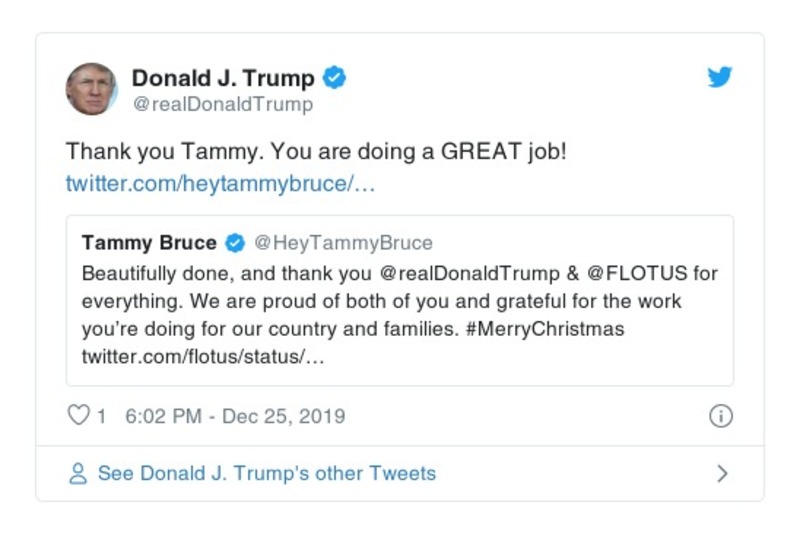 Donald J. Trump
@realDonaldTrump
Thank you Tammy. You are doing a GREAT job!
twitter.com/heytammybruce/…
Tammy Bruce @HeyTammyBruce
Beautifully done, and thank you @realDonaldTrump & @FLOTUS for
everything. We are proud of both of you and grateful for the work
you’re doing for our country and families. #MerryChristmas
twitter.com/flotus/status/…
1 6:02 PM - Dec 25, 2019
See Donald J. Trump's other Tweets